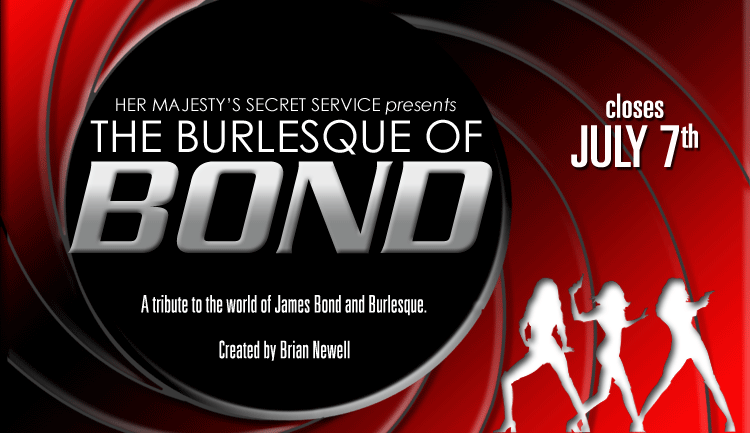 HER MAJESTY'S SECRET SERVICE presents
THE BURLESQUE OF
BOND
A tribute to the world of James Bond and Burlesque.
Created by Brian Newell
closes
JULY 7th